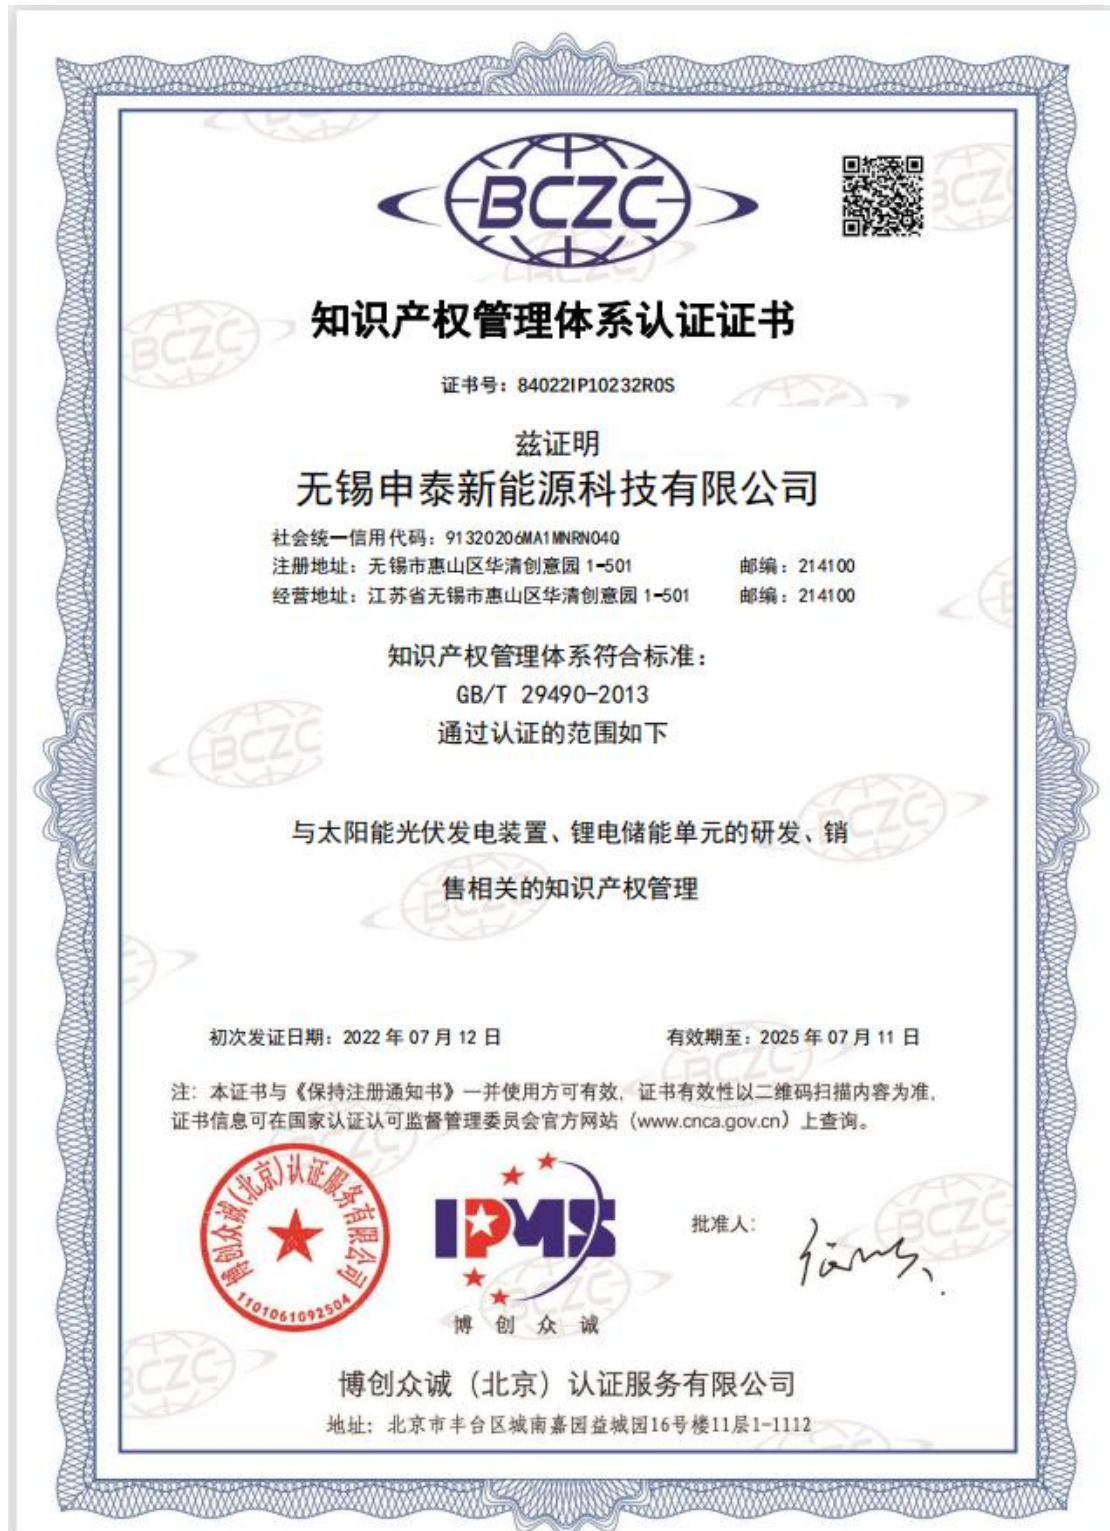 BCZC
知识产权管理体系认证证书
证书号：84022IP10232R0S
兹证明
无锡申泰新能源科技有限公司
社会统一信用代码：91320206MA1MNRN04Q
注册地址：无锡市惠山区华清创意园 1-501 邮编：214100
经营地址：江苏省无锡市惠山区华清创意园 1-501 邮编：214100
知识产权管理体系符合标准：
GB/T 29490-2013
通过认证的范围如下
与太阳能光伏发电装置、锂电储能单元的研发、销
售相关的知识产权管理
初次发证日期：2022 年 07 月 12 日 有效期至：2025 年 07 月 11 日
注：本证书与《保持注册通知书》一并使用方可有效，证书有效性以二维码扫描内容为准，
证书信息可在国家认证认可监督管理委员会官方网站（www.cnca.gov.cn）上查询。
博创众诚(北京)认证服务有限公司
1101061092504
IPMS
博创众诚
批准人：
博创众诚（北京）认证服务有限公司
地址：北京市丰台区城南嘉园益城园16号楼11层1-1112